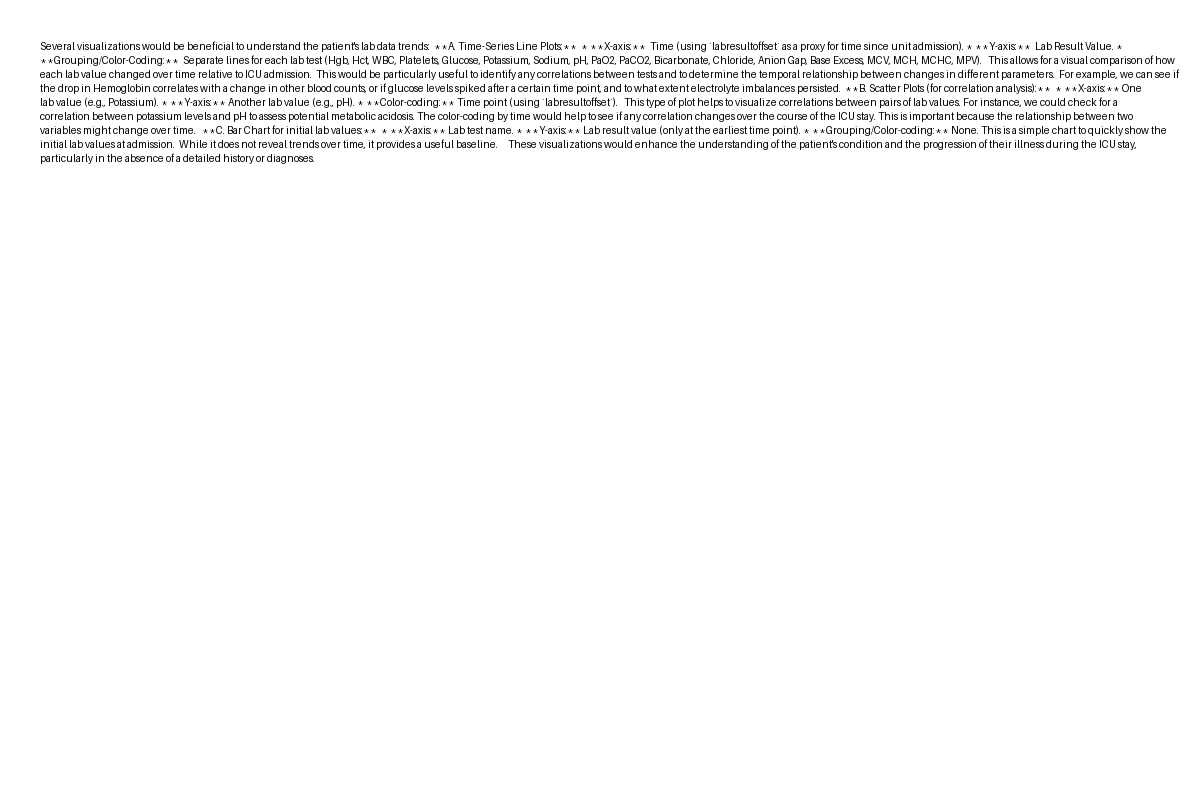 Several visualizations would be beneficial to understand the patient's lab data trends:  **A. Time-Series Line Plots:**  * **X-axis:**  Time (using `labresultoffset` as a proxy for time since unit admission). * **Y-axis:**  Lab Result Value. *
**Grouping/Color-Coding:**  Separate lines for each lab test (Hgb, Hct, WBC, Platelets, Glucose, Potassium, Sodium, pH, PaO2, PaCO2, Bicarbonate, Chloride, Anion Gap, Base Excess, MCV, MCH, MCHC, MPV).   This allows for a visual comparison of how
each lab value changed over time relative to ICU admission.  This would be particularly useful to identify any correlations between tests and to determine the temporal relationship between changes in different parameters.  For example, we can see if
the drop in Hemoglobin correlates with a change in other blood counts, or if glucose levels spiked after a certain time point, and to what extent electrolyte imbalances persisted.  **B. Scatter Plots (for correlation analysis):**  * **X-axis:** One
lab value (e.g., Potassium). * **Y-axis:** Another lab value (e.g., pH). * **Color-coding:** Time point (using `labresultoffset`).   This type of plot helps to visualize correlations between pairs of lab values. For instance, we could check for a
correlation between potassium levels and pH to assess potential metabolic acidosis. The color-coding by time would help to see if any correlation changes over the course of the ICU stay. This is important because the relationship between two
variables might change over time.   **C. Bar Chart for initial lab values:**  * **X-axis:** Lab test name. * **Y-axis:** Lab result value (only at the earliest time point). * **Grouping/Color-coding:** None. This is a simple chart to quickly show the
initial lab values at admission.  While it does not reveal trends over time, it provides a useful baseline.    These visualizations would enhance the understanding of the patient's condition and the progression of their illness during the ICU stay,
particularly in the absence of a detailed history or diagnoses.